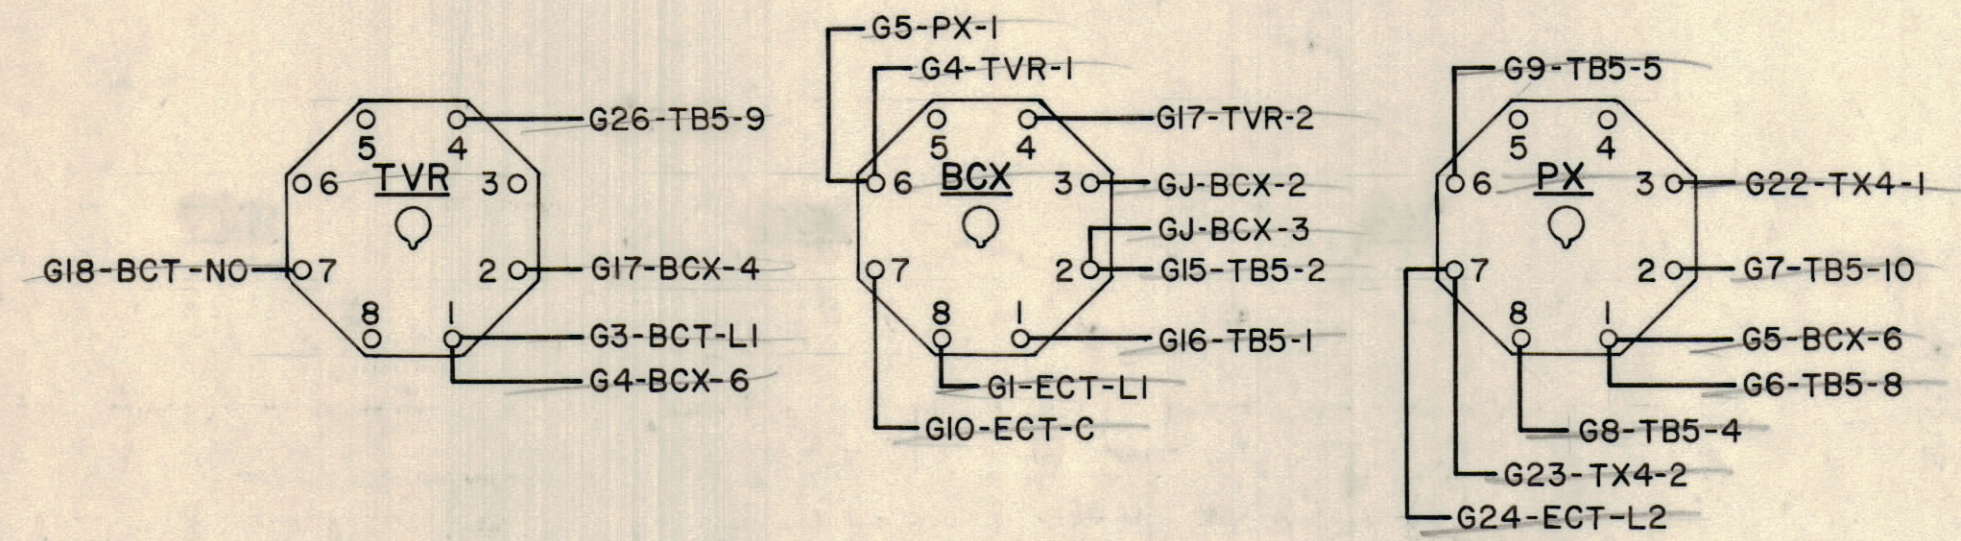 G5-PX-1
G4-TVR-1
G9-TB5-5
5 4 G26-TB5-9
6 TVR 3
G18-BCT-NO 7 2 G17-BCX-4
8 1 G3-BCT-L1
G4-BCX-6
5 4 G17-TVR-2
6 BCX 3 GJ-BCX-2
GJ-BCX-3
7 2 G15-TB5-2
8 1 G16-TB5-1
G1-ECT-L1
G10-ECT-C
5 4
6 PX 3 G22-TX4-1
7 2 G7-TB5-10
8 1 G5-BCX-6
G6-TB5-8
G8-TB5-4
G23-TX4-2
G24-ECT-L2